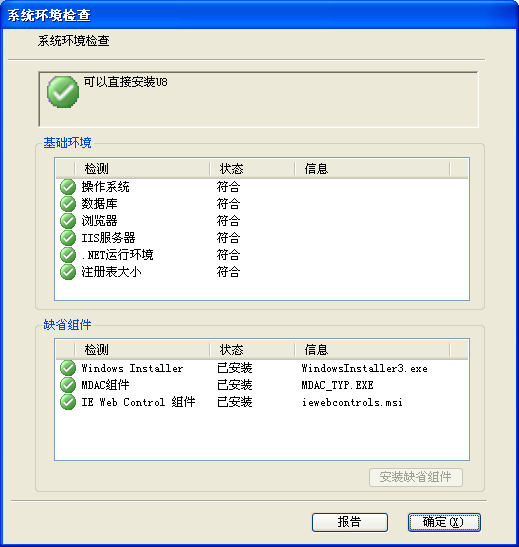 系统环境检查
系统环境检查
可以直接安装U8
基础环境
检测 状态 信息
操作系统 符合
数据库 符合
浏览器 符合
IIS服务器 符合
.NET运行环境 符合
注册表大小 符合
缺省组件
检测 状态 信息
Windows Installer 已安装 WindowsInstaller3.exe
MDAC组件 已安装 MDAC_TYP.EXE
IE Web Control 组件 已安装 iewebcontrols.msi
安装缺省组件
报告 确定(X)